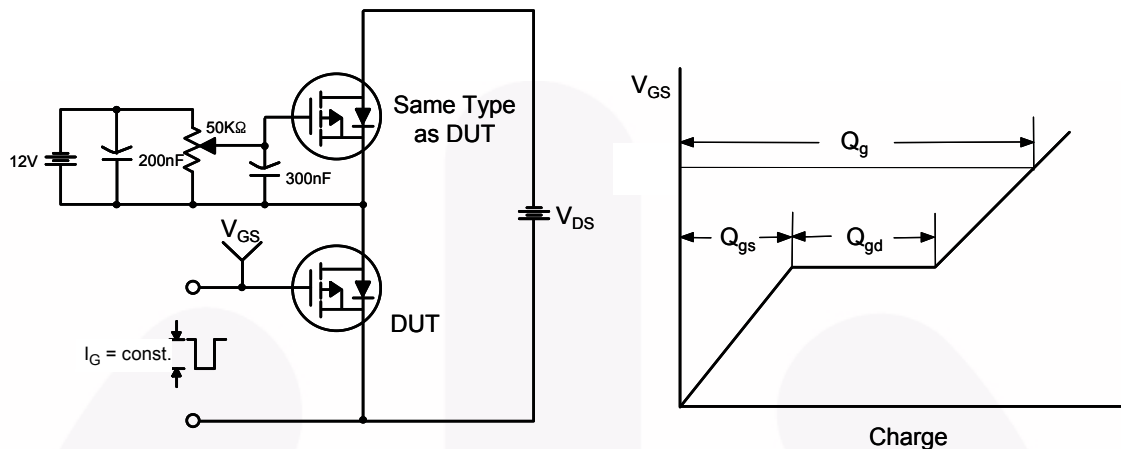 12V
200nF
50KΩ
300nF
Same Type
as DUT
V_GS
DUT
I_G = const.
V_DS
V_GS
Q_g
Q_gs
Q_gd
Charge